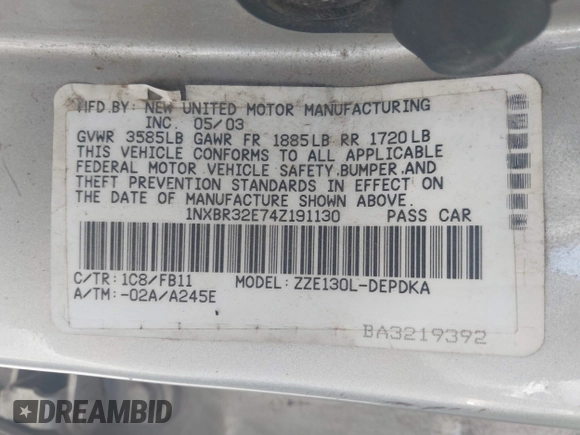 MFD.BY: NEW UNITED MOTOR MANUFACTURING
INC. 05/03
GVWR 3585LB GAWR FR 1885LB RR 1720LB
THIS VEHICLE CONFORMS TO ALL APPLICABLE
FEDERAL MOTOR VEHICLE SAFETY,BUMPER,AND
THEFT PREVENTION STANDARDS IN EFFECT ON
THE DATE OF MANUFACTURE SHOWN ABOVE.
1NXBR32E74Z191130 PASS CAR
C/TR: 1C8/FB11 MODEL: ZZE130L-DEPDKA
A/TM: -02A/A245E
BA3219392
DREAMBID